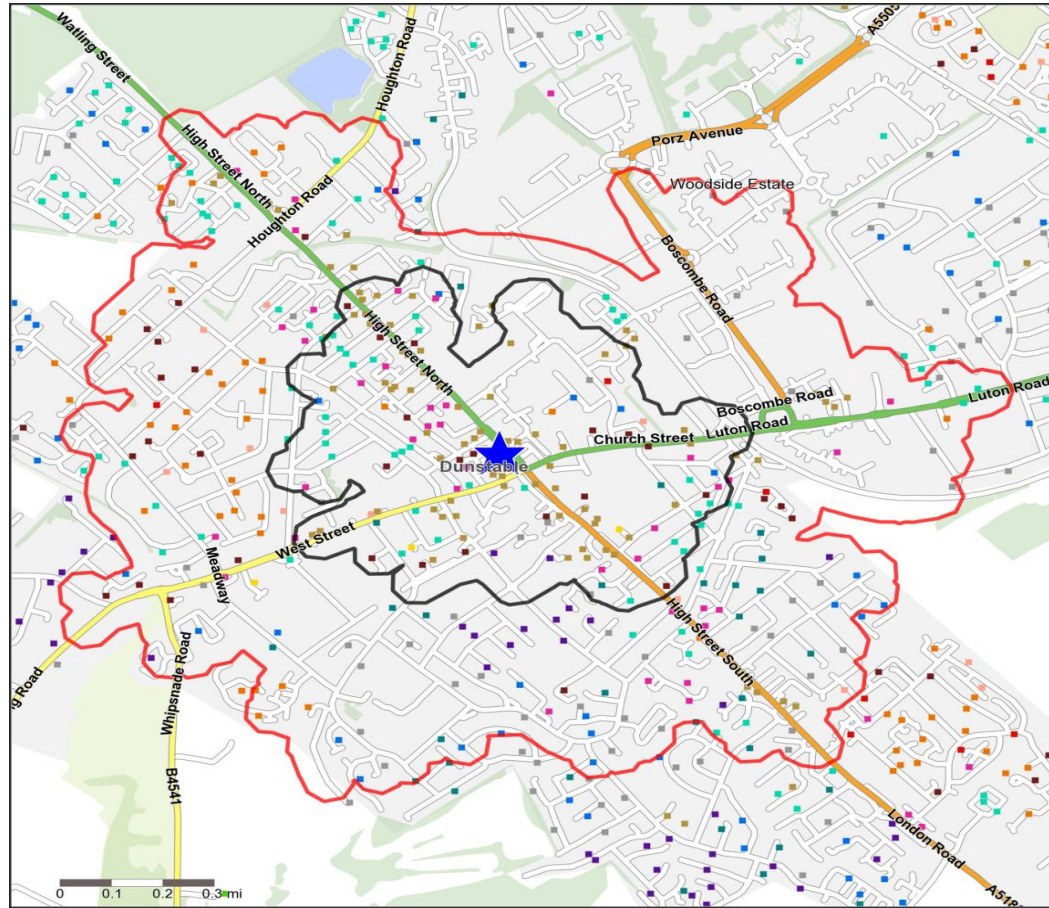 Watling Street
Houghton Road
A5505
Porz Avenue
High Street North
Woodside Estate
Houghton Road
Boscombe Road
High Street North
Luton Road
Boscombe Road
Church Street
Luton Road
Dunstable
West Street
Meadway
High Street South
Whipsnade Road
g Road
B4541
London Road
0
0.1
0.2
0.3 mi